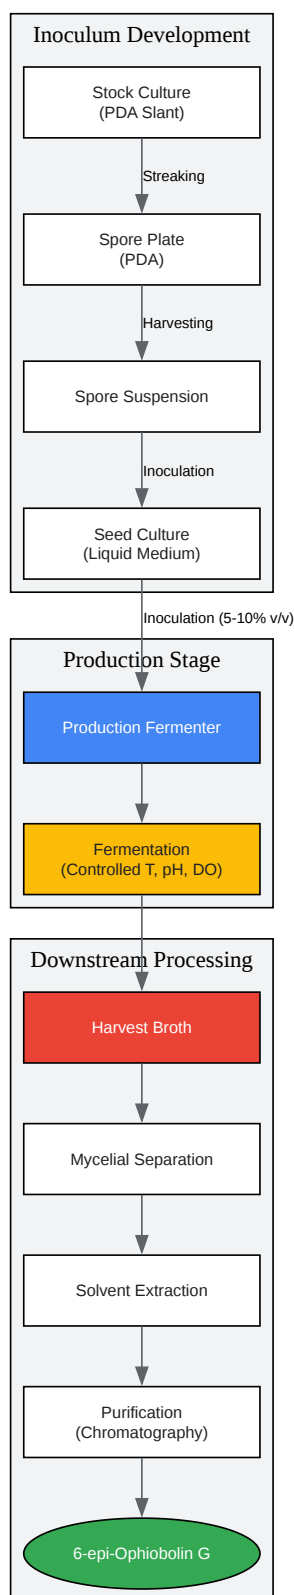 Inoculum Development
Stock Culture
(PDA Slant)
Streaking
Spore Plate
(PDA)
Harvesting
Spore Suspension
Inoculation
Seed Culture
(Liquid Medium)
Inoculation (5-10% v/v)
Production Stage
Production Fermenter
Fermentation
(Controlled T, pH, DO)
Downstream Processing
Harvest Broth
Mycelial Separation
Solvent Extraction
Purification
(Chromatography)
6-epi-Ophiobolin G